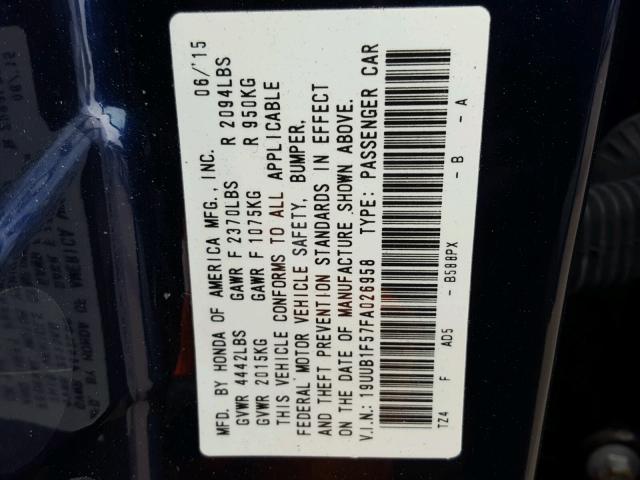 MFD. BY HONDA OF AMERICA MFG., INC. 06/'15
GVWR 4442LBS GAWR F 2370LBS R 2094LBS
GVWR 2015KG GAWR F 1075KG R 950KG
THIS VEHICLE CONFORMS TO ALL APPLICABLE
FEDERAL MOTOR VEHICLE SAFETY, BUMPER,
AND THEFT PREVENTION STANDARDS IN EFFECT
ON THE DATE OF MANUFACTURE SHOWN ABOVE.
V.I.N.: 19UUB1F57FA026958 TYPE: PASSENGER CAR
TZ4 F AD5 - B588PX - B - A